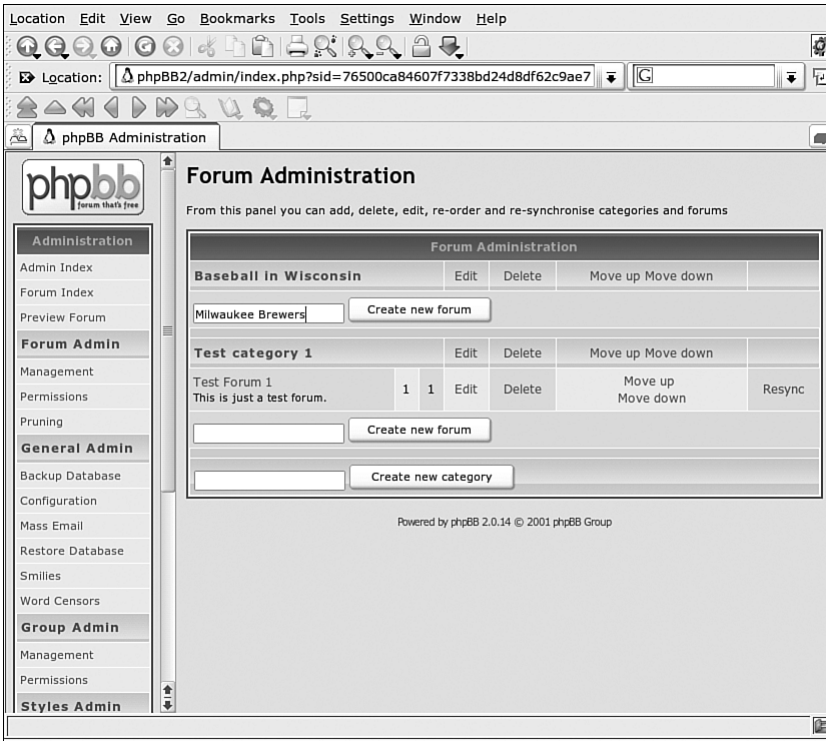 Location Edit View Go Bookmarks Tools Settings Window Help
Location: phpBB2/admin/index.php?sid=76500ca84607f7338bd24d8df62c9ae7 G
phpBB Administration
phpbb
forum that's free
Administration
Admin Index
Forum Index
Preview Forum
Forum Admin
Management
Permissions
Pruning
General Admin
Backup Database
Configuration
Mass Email
Restore Database
Smilies
Word Censors
Group Admin
Management
Permissions
Styles Admin
Forum Administration
From this panel you can add, delete, edit, re-order and re-synchronise categories and forums
Forum Administration
Baseball in Wisconsin Edit Delete Move up Move down
Milwaukee Brewers Create new forum
Test category 1 Edit Delete Move up Move down
Test Forum 1
This is just a test forum. 1 1 Edit Delete Move up
Move down Resync
Create new forum
Create new category
Powered by phpBB 2.0.14 © 2001 phpBB Group